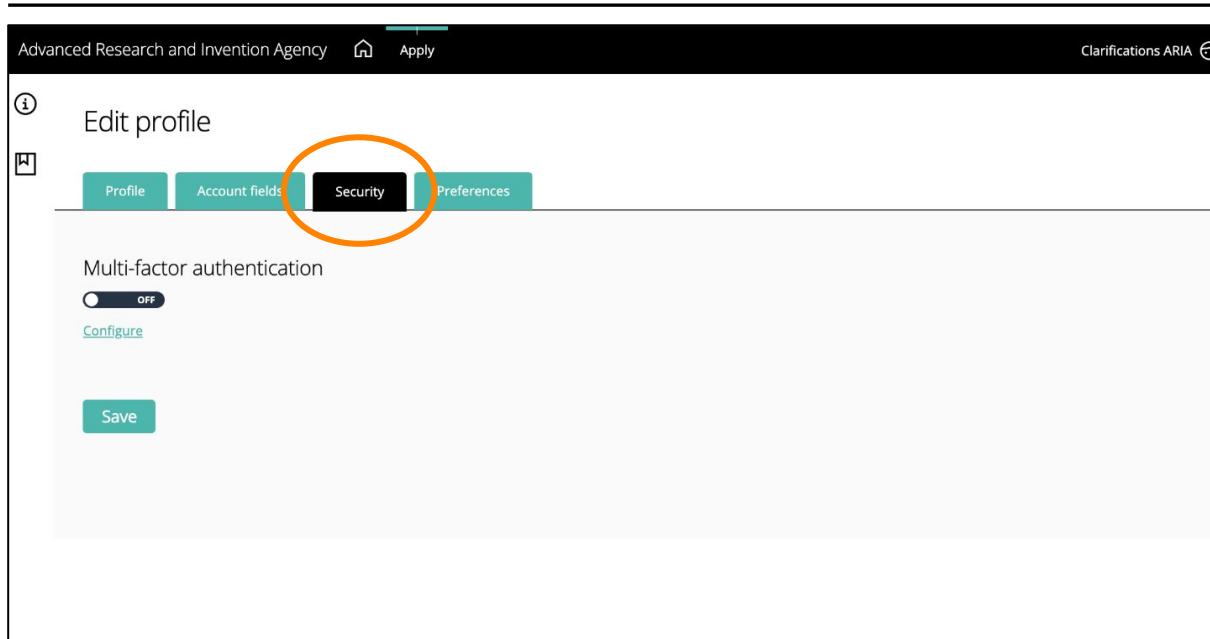 Advanced Research and Invention Agency Apply Clarifications ARIA
Edit profile
Profile Account fields Security Preferences
Multi-factor authentication
OFF
Configure
Save